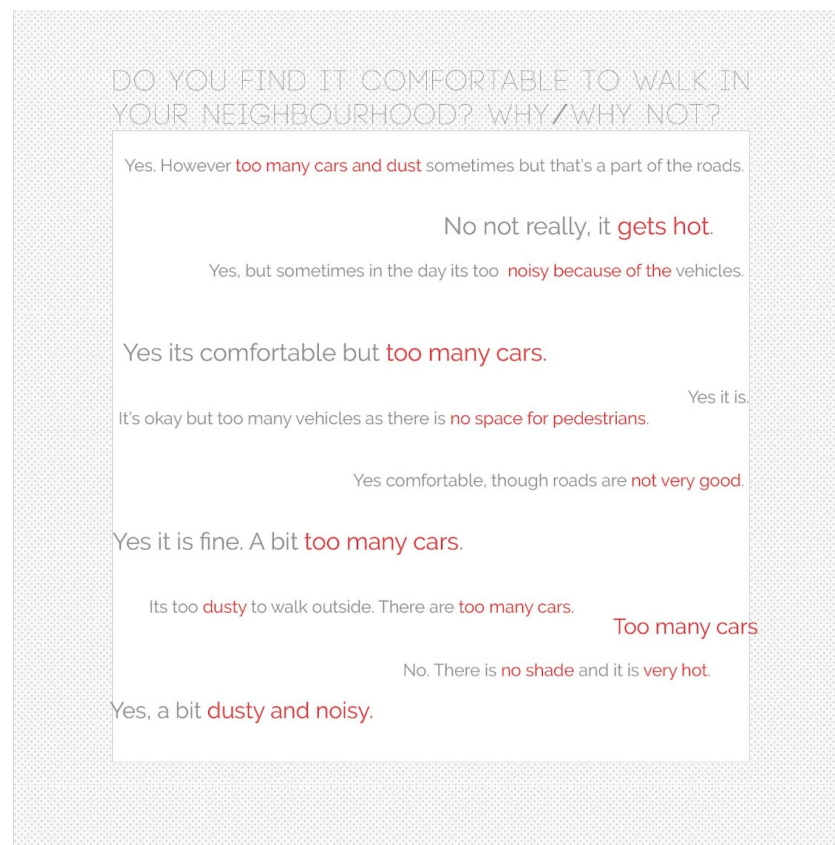 DO YOU FIND IT COMFORTABLE TO WALK IN
YOUR NEIGHBOURHOOD? WHY/WHY NOT?
Yes. However too many cars and dust sometimes but that's a part of the roads.
No not really, it gets hot.
Yes, but sometimes in the day its too noisy because of the vehicles.
Yes its comfortable but too many cars.
Yes it is.
It's okay but too many vehicles as there is no space for pedestrians.
Yes comfortable, though roads are not very good.
Yes it is fine. A bit too many cars.
Its too dusty to walk outside. There are too many cars.
Too many cars
No. There is no shade and it is very hot.
Yes, a bit dusty and noisy.